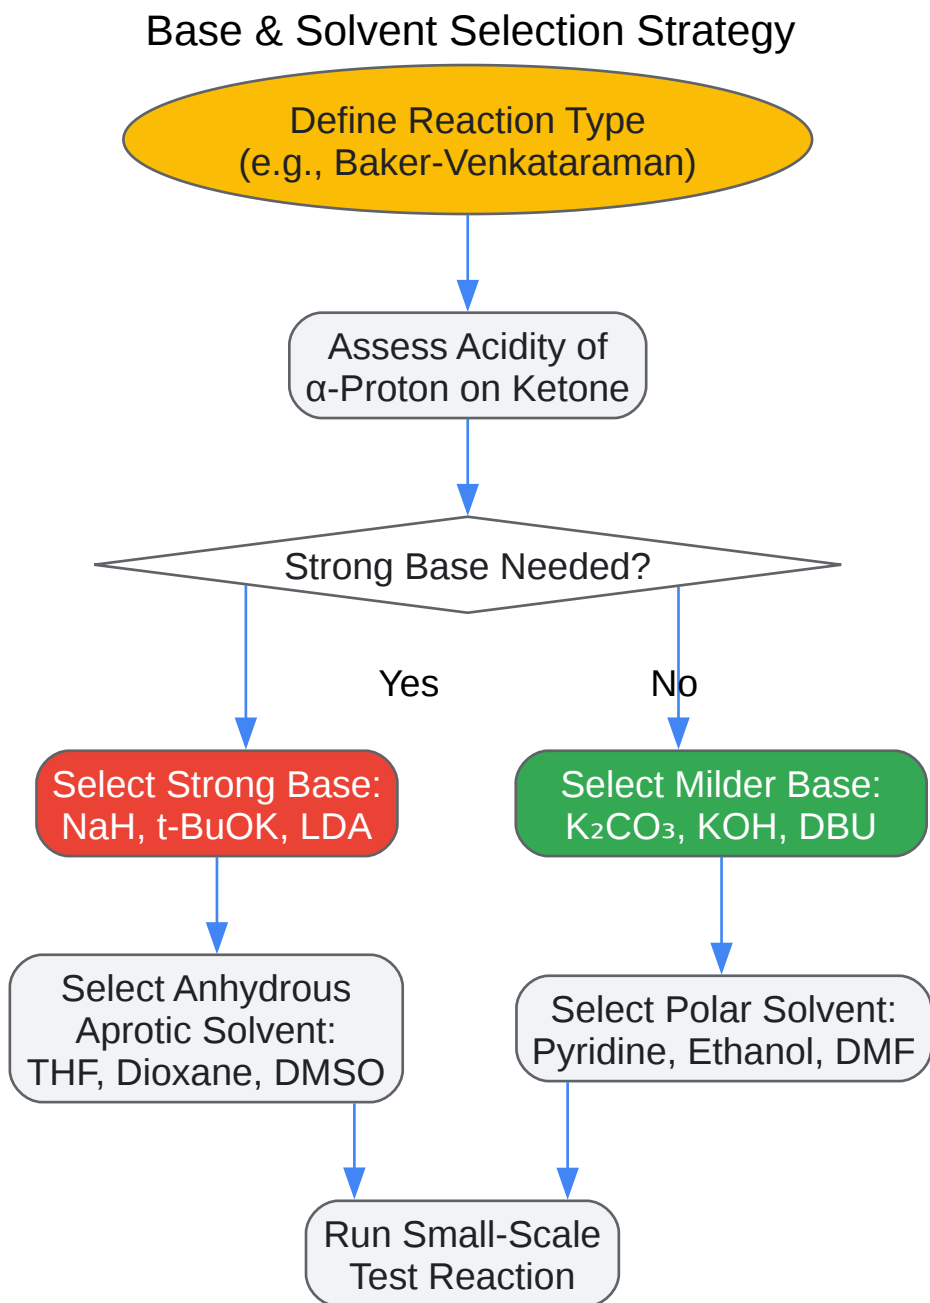 Base & Solvent Selection Strategy
Define Reaction Type
(e.g., Baker-Venkataraman)
Assess Acidity of
α-Proton on Ketone
Strong Base Needed?
Yes
No
Select Strong Base:
NaH, t-BuOK, LDA
Select Milder Base:
K₂CO₃, KOH, DBU
Select Anhydrous
Aprotic Solvent:
THF, Dioxane, DMSO
Select Polar Solvent:
Pyridine, Ethanol, DMF
Run Small-Scale
Test Reaction